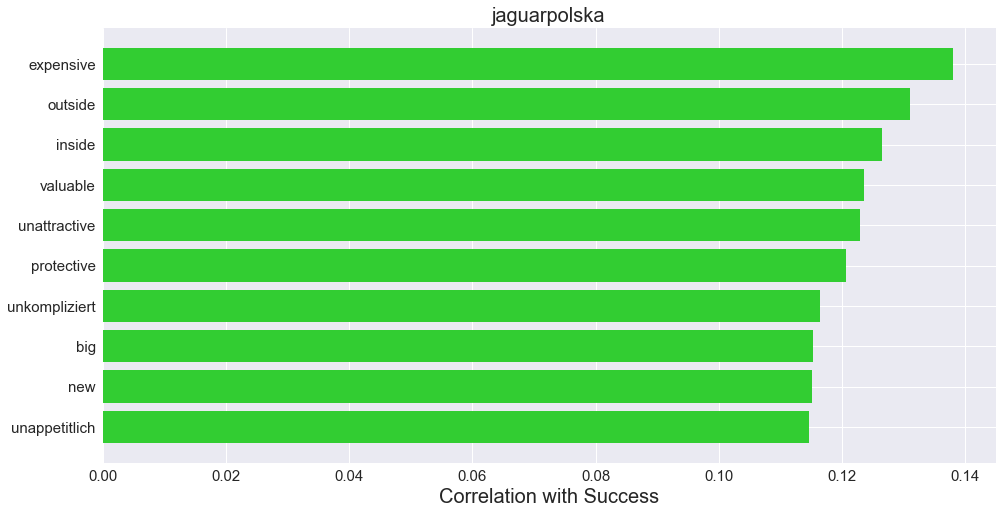 jaguarpolska
expensive
outside
inside
valuable
unattractive
protective
unkompliziert
big
new
unappetitlich
0.00 0.02 0.04 0.06 0.08 0.10 0.12 0.14
Correlation with Success